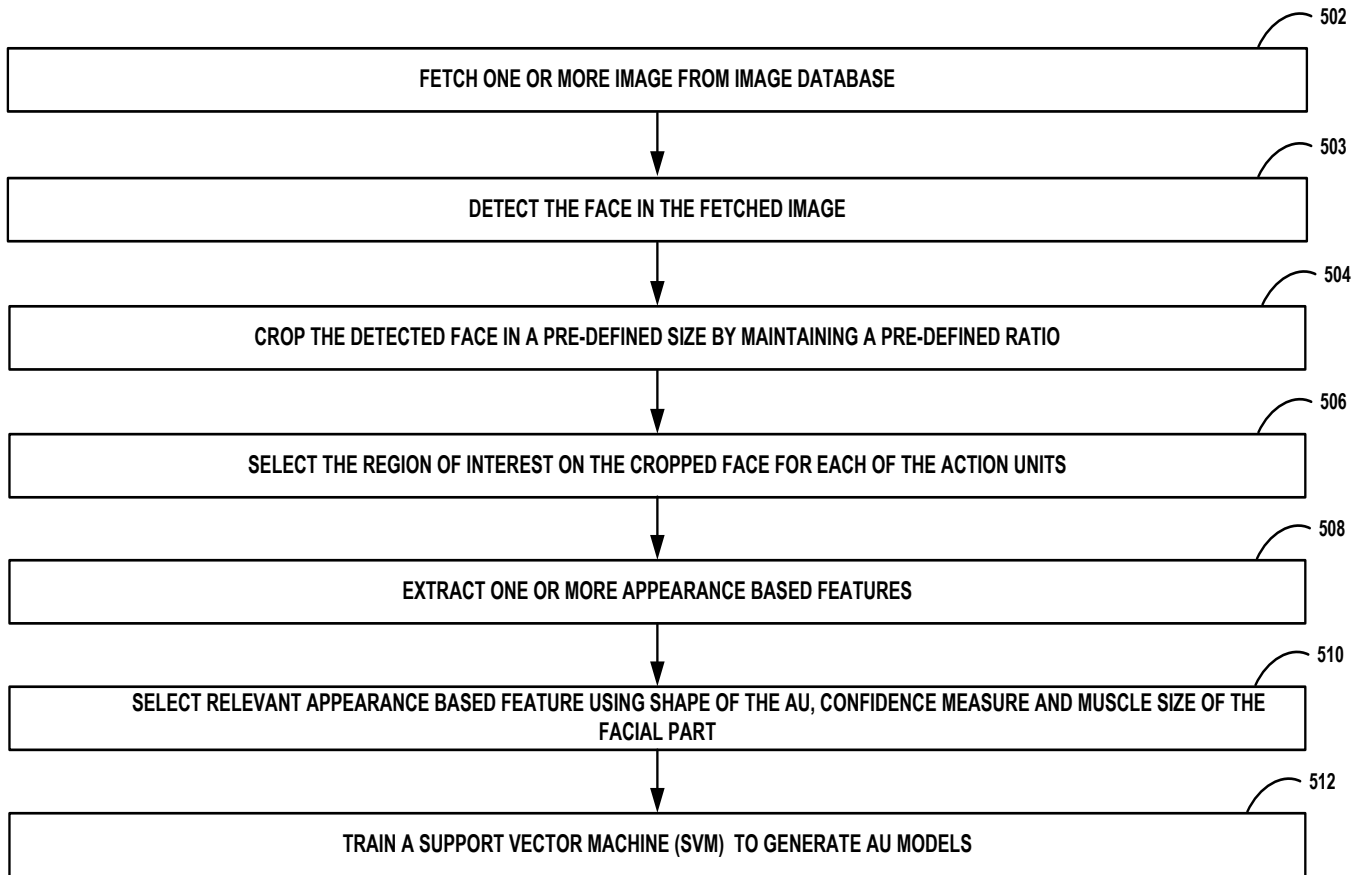 502
FETCH ONE OR MORE IMAGE FROM IMAGE DATABASE
503
DETECT THE FACE IN THE FETCHED IMAGE
504
CROP THE DETECTED FACE IN A PRE-DEFINED SIZE BY MAINTAINING A PRE-DEFINED RATIO
506
SELECT THE REGION OF INTEREST ON THE CROPPED FACE FOR EACH OF THE ACTION UNITS
508
EXTRACT ONE OR MORE APPEARANCE BASED FEATURES
510
SELECT RELEVANT APPEARANCE BASED FEATURE USING SHAPE OF THE AU, CONFIDENCE MEASURE AND MUSCLE SIZE OF THE
FACIAL PART
512
TRAIN A SUPPORT VECTOR MACHINE (SVM) TO GENERATE AU MODELS